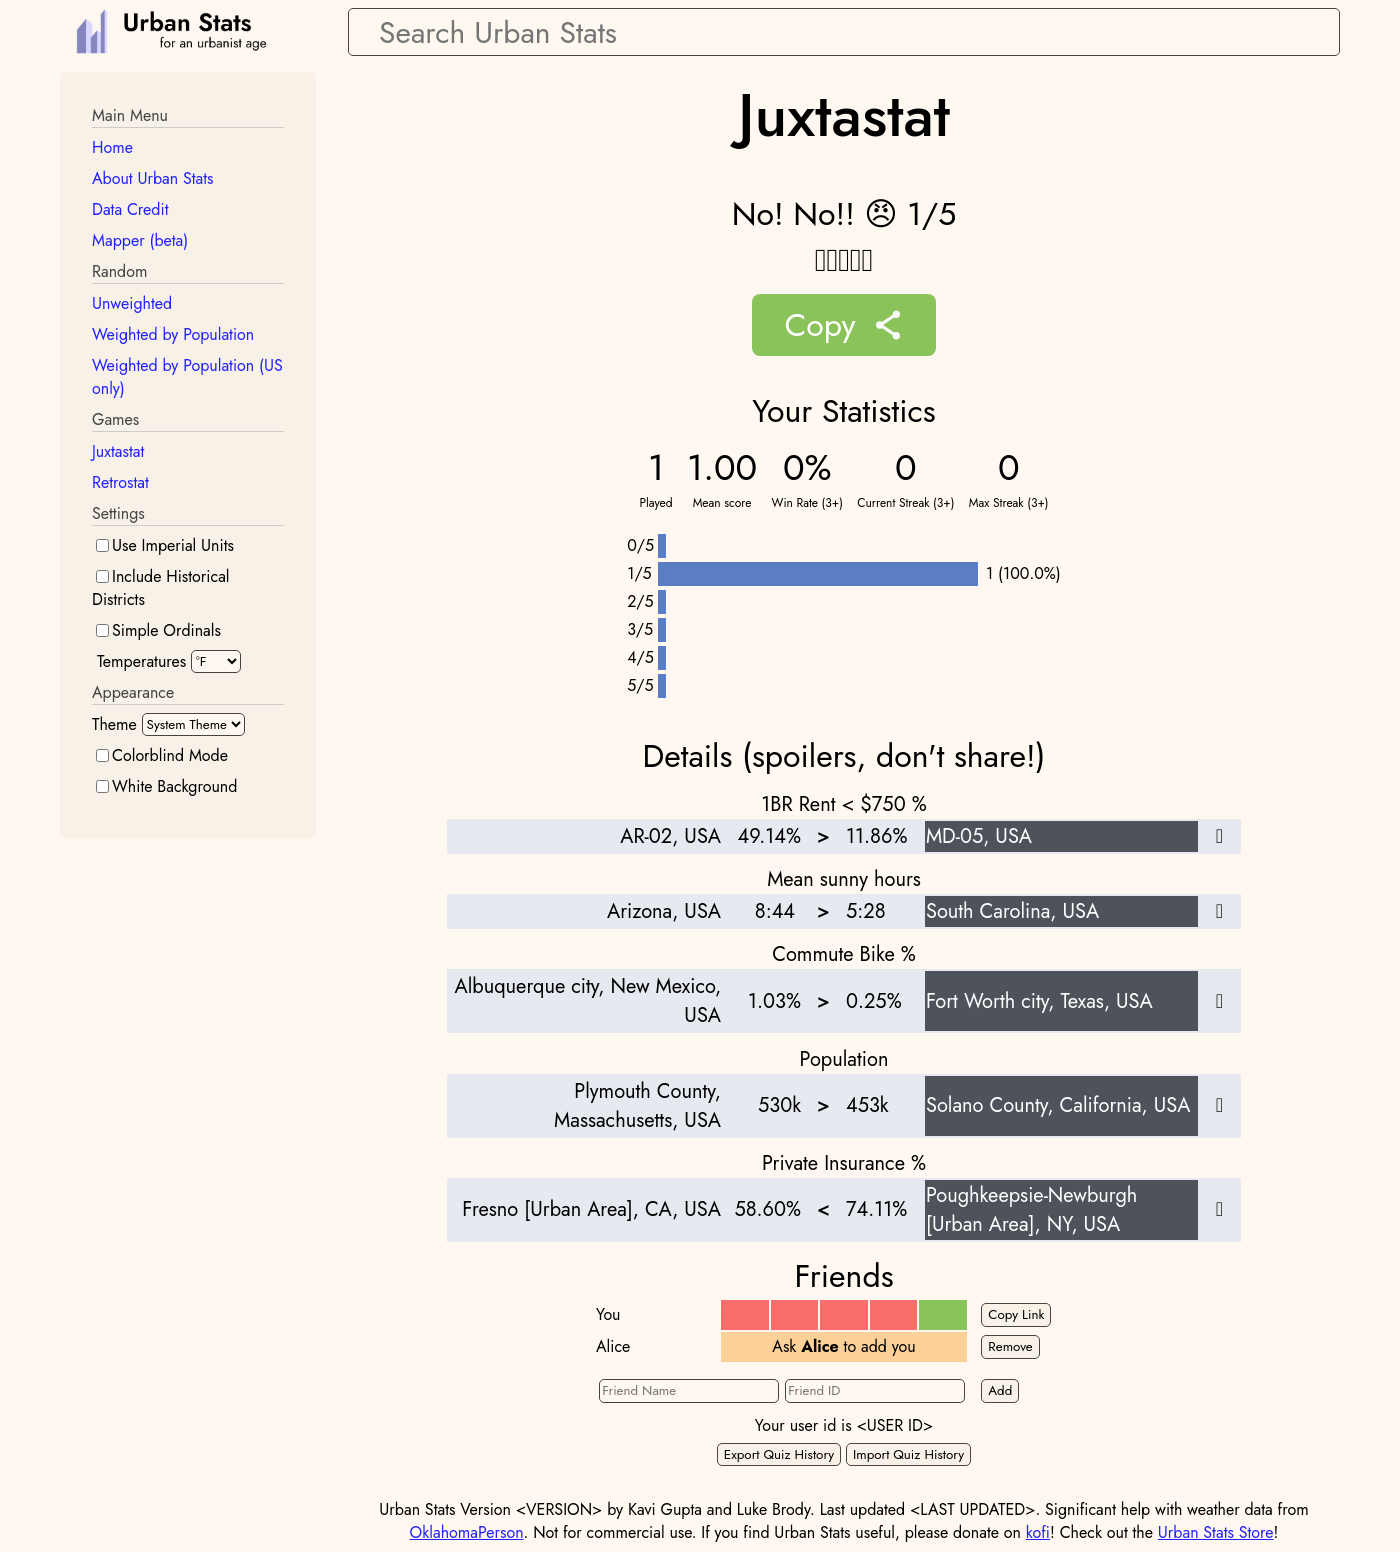 Urban Stats
for an urbanist age
Search Urban Stats
Main Menu
Home
About Urban Stats
Data Credit
Mapper (beta)
Random
Unweighted
Weighted by Population
Weighted by Population (US
only)
Games
Juxtastat
Retrostat
Settings
Use Imperial Units
Include Historical
Districts
Simple Ordinals
Temperatures °F
Appearance
Theme System Theme
Colorblind Mode
White Background
Juxtastat
No! No!! 😠 1/5
Copy
Your Statistics
1 1.00 0% 0 0
Played Mean score Win Rate (3+) Current Streak (3+) Max Streak (3+)
0/5
1/5 1 (100.0%)
2/5
3/5
4/5
5/5
Details (spoilers, don't share!)
1BR Rent < $750 %
AR-02, USA 49.14% > 11.86% MD-05, USA
Mean sunny hours
Arizona, USA 8:44 > 5:28 South Carolina, USA
Commute Bike %
Albuquerque city, New Mexico,
USA 1.03% > 0.25% Fort Worth city, Texas, USA
Population
Plymouth County,
Massachusetts, USA 530k > 453k Solano County, California, USA
Private Insurance %
Fresno [Urban Area], CA, USA 58.60% < 74.11% Poughkeepsie-Newburgh
[Urban Area], NY, USA
Friends
You Copy Link
Alice Ask Alice to add you Remove
Friend Name Friend ID Add
Your user id is <USER ID>
Export Quiz History Import Quiz History
Urban Stats Version <VERSION> by Kavi Gupta and Luke Brody. Last updated <LAST UPDATED>. Significant help with weather data from
OklahomaPerson. Not for commercial use. If you find Urban Stats useful, please donate on kofi! Check out the Urban Stats Store!